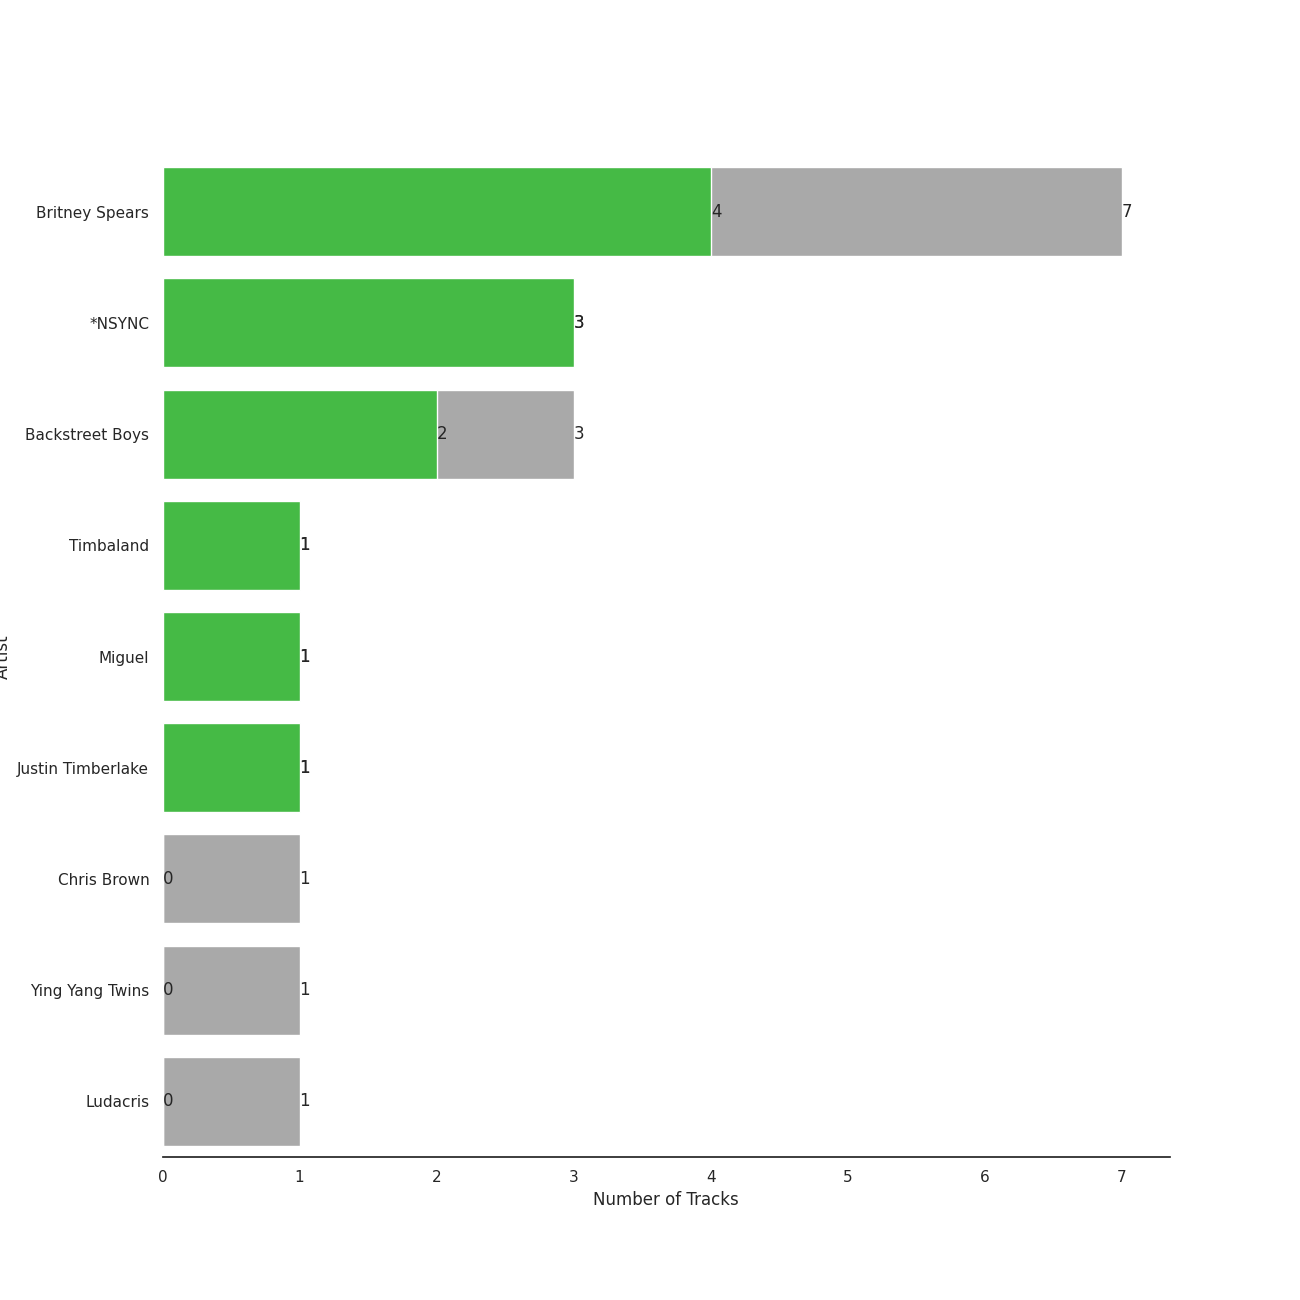 Britney Spears 4 7
*NSYNC 3
Backstreet Boys 2 3
Timbaland 1
Miguel 1
Artist
Justin Timberlake 1
Chris Brown 0 1
Ying Yang Twins 0 1
Ludacris 0 1
0 1 2 3 4 5 6 7
Number of Tracks